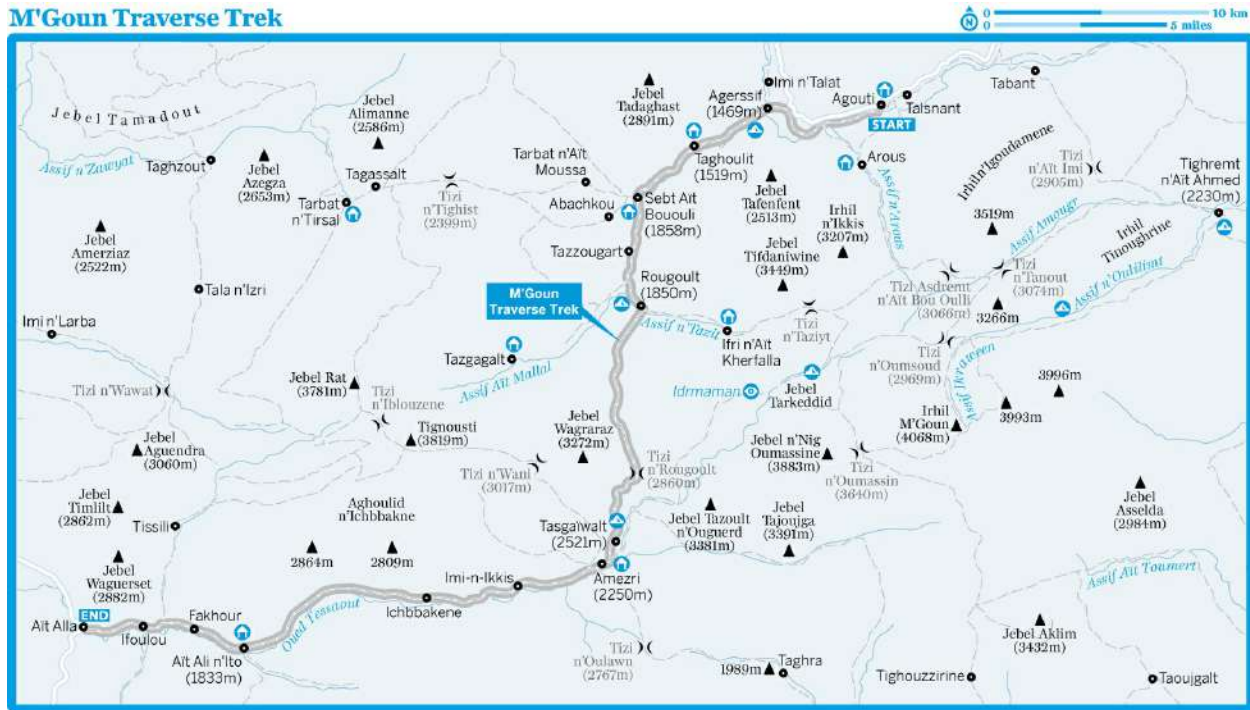 M'Goun Traverse Trek
0 10 km
0 5 miles
Imi n'Talat
Tabant
Jebel
Tadaghast
(2891m)
Agerssif
(1469m)
Agouti
Talsnant
START
Jebel Tamadout
Jebel
Alimanne
(2586m)
Assif n'Zawyat
Taghzout
Jebel
Azegza
(2653m)
Tagassalt
Tarbat
n'Tirsal
Tizi
n'Tighist
(2399m)
Tarbat n'Aït
Moussa
Abachkou
Taghoulit
(1519m)
Sebt Aït
Bououli
(1858m)
Jebel
Tafenfent
(2513m)
Arous
Assif n'Arous
Irhil
n'Ikkis
(3207m)
Irhiln'Igoudamene
Tizi
n'Aït Imi
(2905m)
Tighremt
n'Aït Ahmed
(2230m)
3519m
Assif Amougr
Irhil
Tinoughrine
Jebel
Amerziaz
(2522m)
Tala n'Izri
Tazzougart
Jebel
Tifdaniwine
(3449m)
Rougoult
(1850m)
Tizi Asdremt
n'Aït Bou Oulli
(3066m)
Tizi
n'Tanout
(3074m)
3266m
Assif n'Oulilimt
M'Goun
Traverse Trek
Imi n'Larba
Assif n'Tazit
Ifri n'Aït
Kherfalla
Tizi
n'Taziyt
Tizi
n'Oumsoud
(2969m)
Assif Ikraween
Tazgagalt
Assif Aït Mallal
Idrmaman
Jebel
Tarkeddid
Tizi n'Wawat
Jebel Rat
(3781m)
Tizi
n'Iblouzene
Tignousti
(3819m)
Jebel
Wagraraz
(3272m)
Irhil
M'Goun
(4068m)
3996m
3993m
Jebel
Aguendra
(3060m)
Tizi n'Wani
(3017m)
Tizi
n'Rougoult
(2860m)
Jebel n'Nig
Oumassine
(3883m)
Tizi
n'Oumassin
(3640m)
Jebel
Timlilt
(2862m)
Tissili
Aghoulid
n'Ichbbakne
2864m
2809m
Tasgaïwalt
(2521m)
Jebel Tazoult
n'Ouguerd
(3381m)
Jebel
Tajoujga
(3391m)
Jebel
Asselda
(2984m)
Jebel
Waguerset
(2882m)
Imi-n-Ikkis
Amezri
(2250m)
Assif Aït Toumert
END
Aït Alla
Ifoulou
Fakhour
Aït Ali n'Ito
(1833m)
Oued Tessaout
Ichbbakene
Tizi
n'Oulawn
(2767m)
1989m
Taghra
Jebel Aklim
(3432m)
Tighouzzirine
Taoujgalt